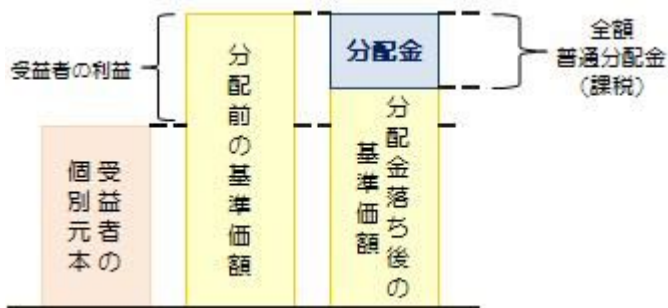 受益者の利益
受益者の
個別元本
分配前の基準価額
分配金
分配金落ち後の
基準価額
全額
普通分配金
(課税)